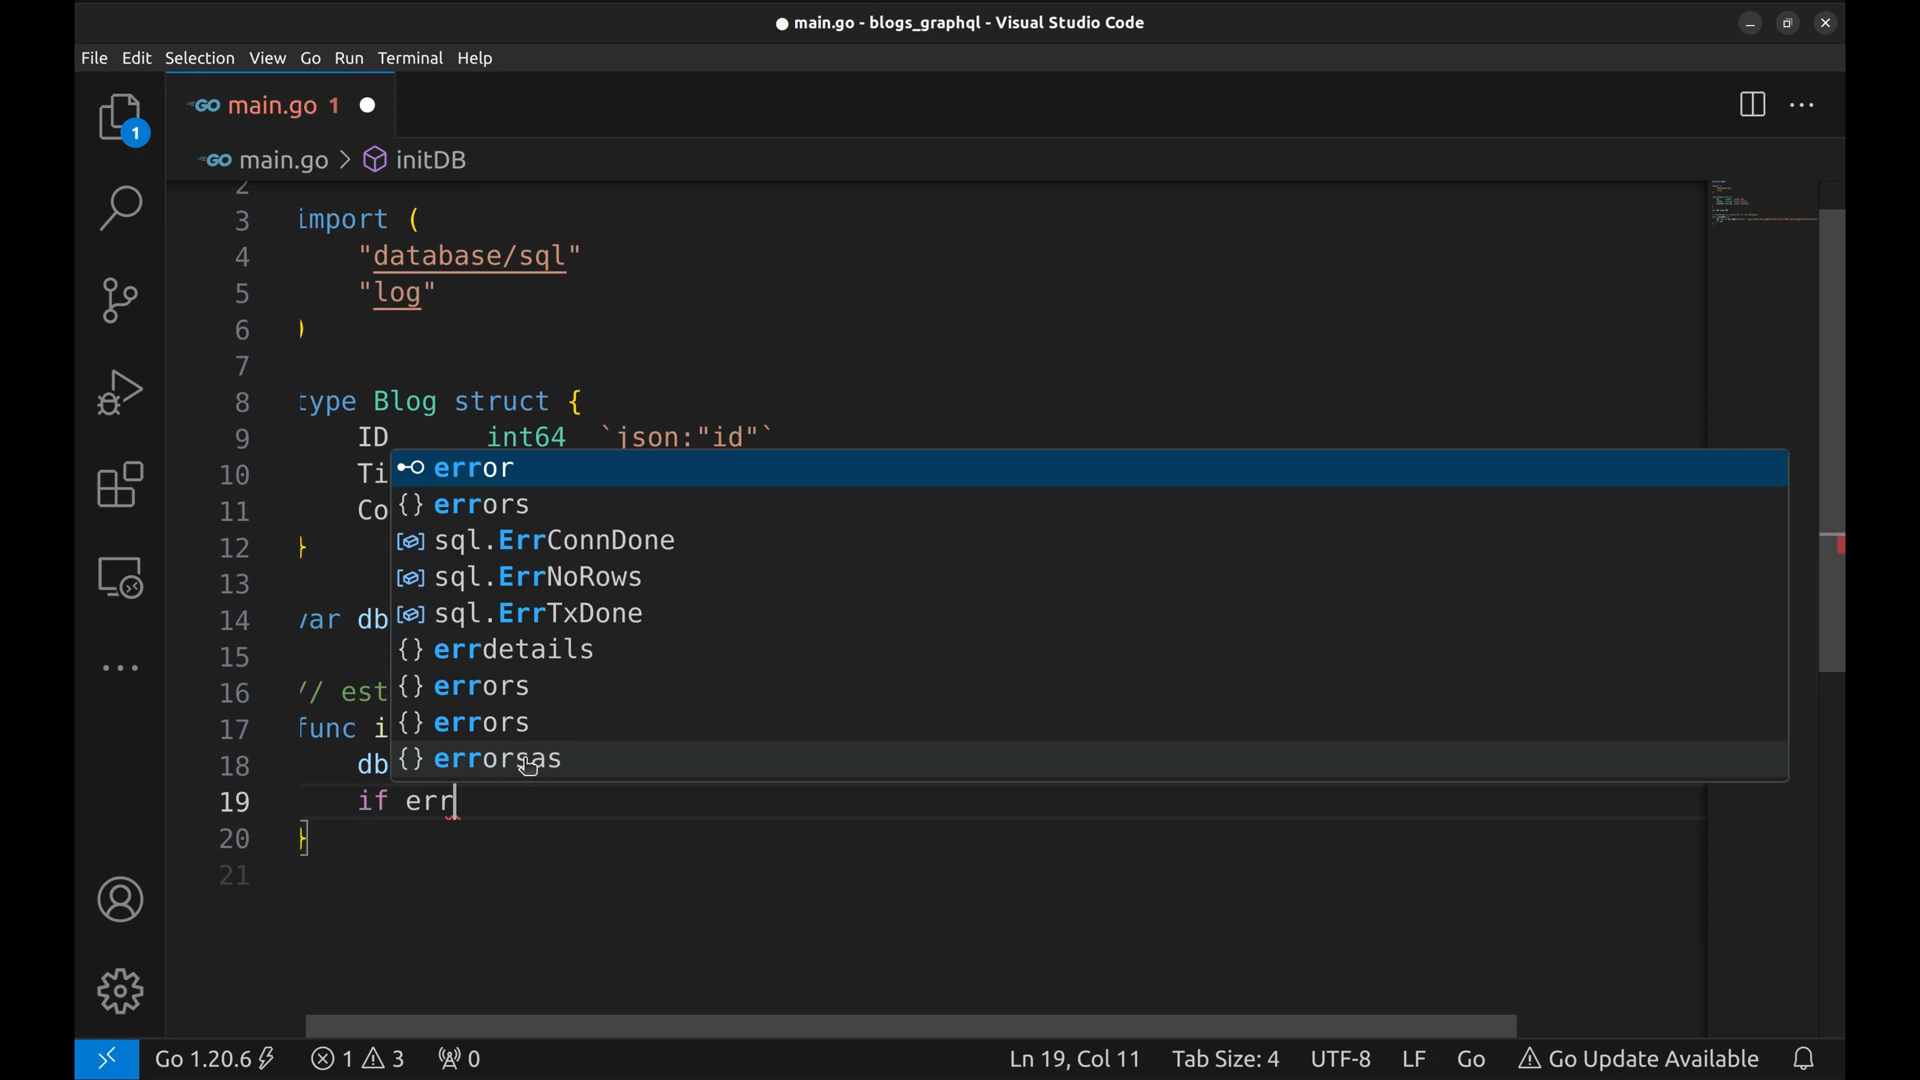 main.go - blogs_graphql - Visual Studio Code
File Edit Selection View Go Run Terminal Help
GO main.go 1
1
GO main.go > initDB
2
3 import (
4 "database/sql"
5 "log"
6 )
7
8 type Blog struct {
9 ID int64 `json:"id"`
10 Ti
11 Co
12 }
13
14 var db
15
16 // est
17 func i
18 db
19 if err
20 }
21
error
errors
sql.ErrConnDone
sql.ErrNoRows
sql.ErrTxDone
errdetails
errors
errors
errorsas
Go 1.20.6 1 3 0 Ln 19, Col 11 Tab Size: 4 UTF-8 LF Go Go Update Available